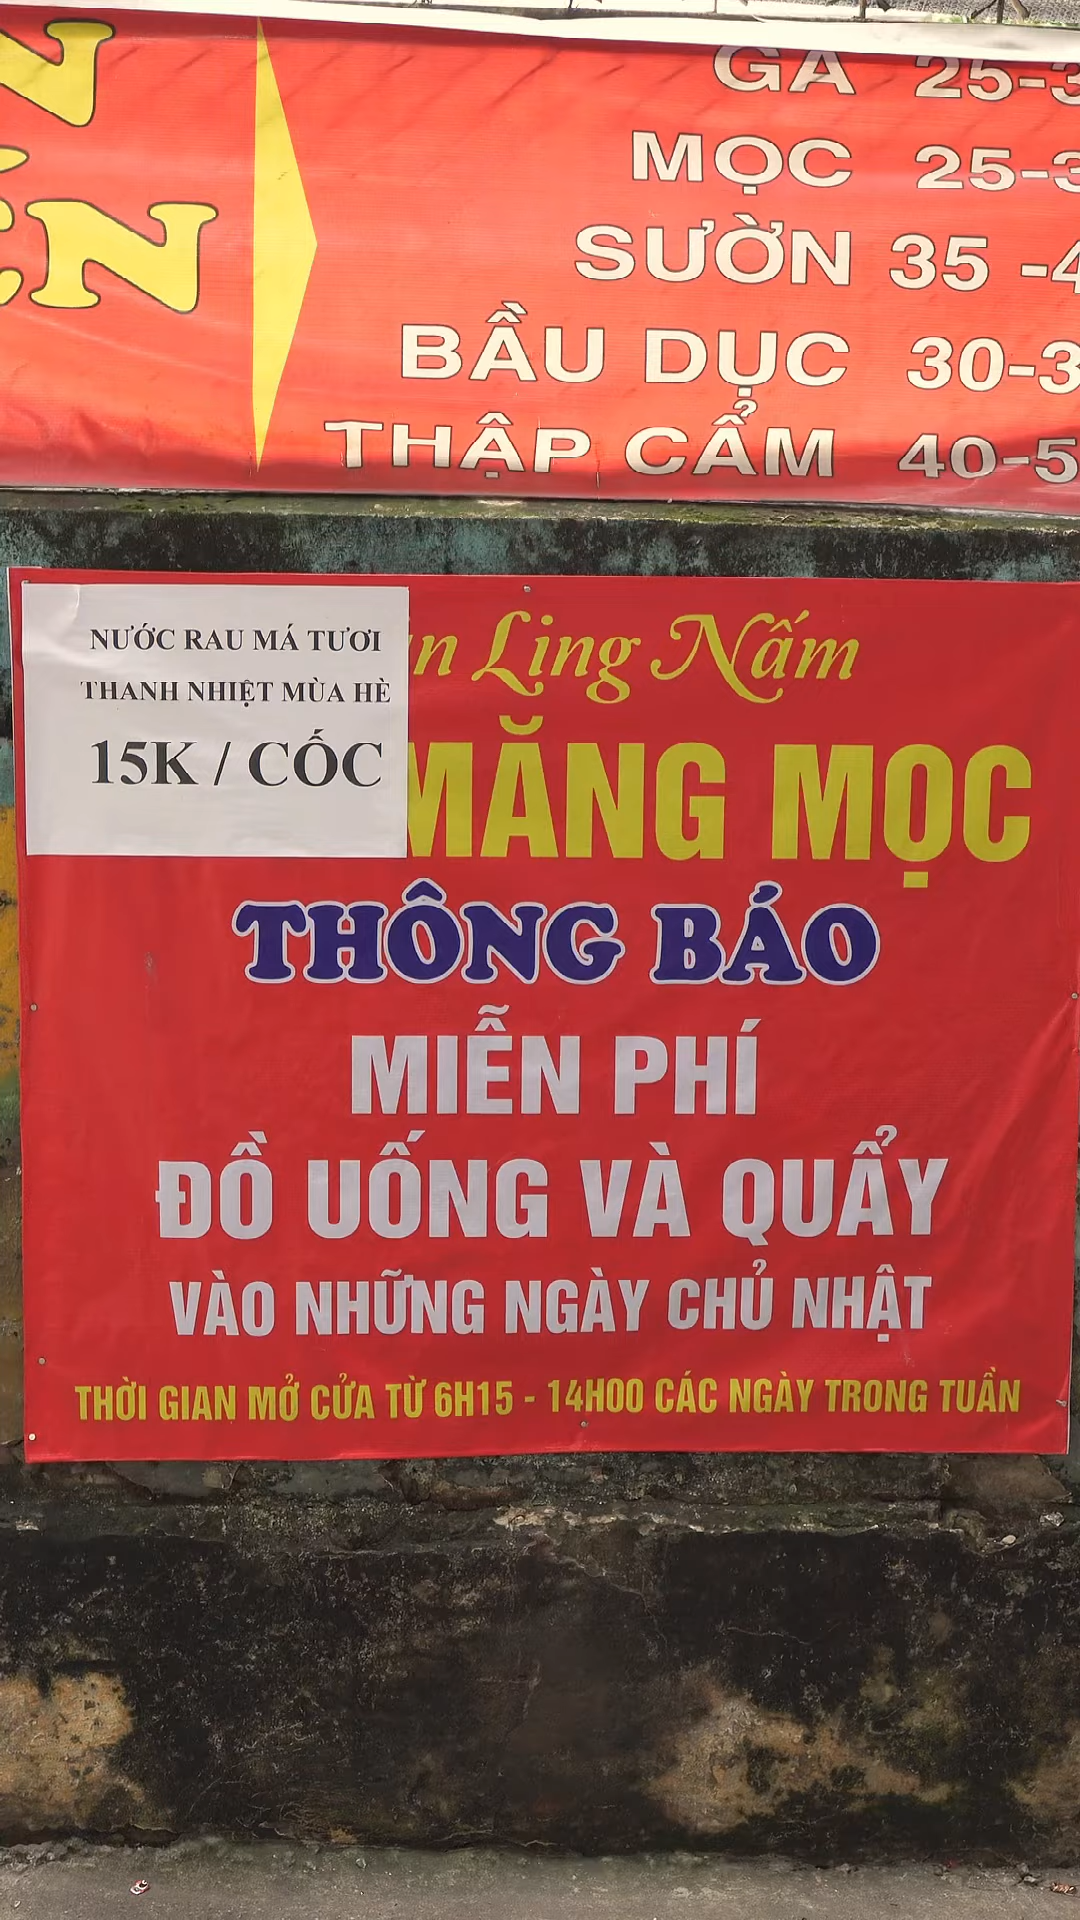 GÀ 25-3
MỌC 25-3
SƯỜN 35 -4
BẦU DỤC 30-3
THẬP CẨM 40-5
NƯỚC RAU MÁ TƯƠI
THANH NHIỆT MÙA HÈ
15K / CỐC
Ling Nấm
MĂNG MỌC
THÔNG BÁO
MIỄN PHÍ
ĐỒ UỐNG VÀ QUẨY
VÀO NHỮNG NGÀY CHỦ NHẬT
THỜI GIAN MỞ CỬA TỪ 6H15 - 14H00 CÁC NGÀY TRONG TUẦN